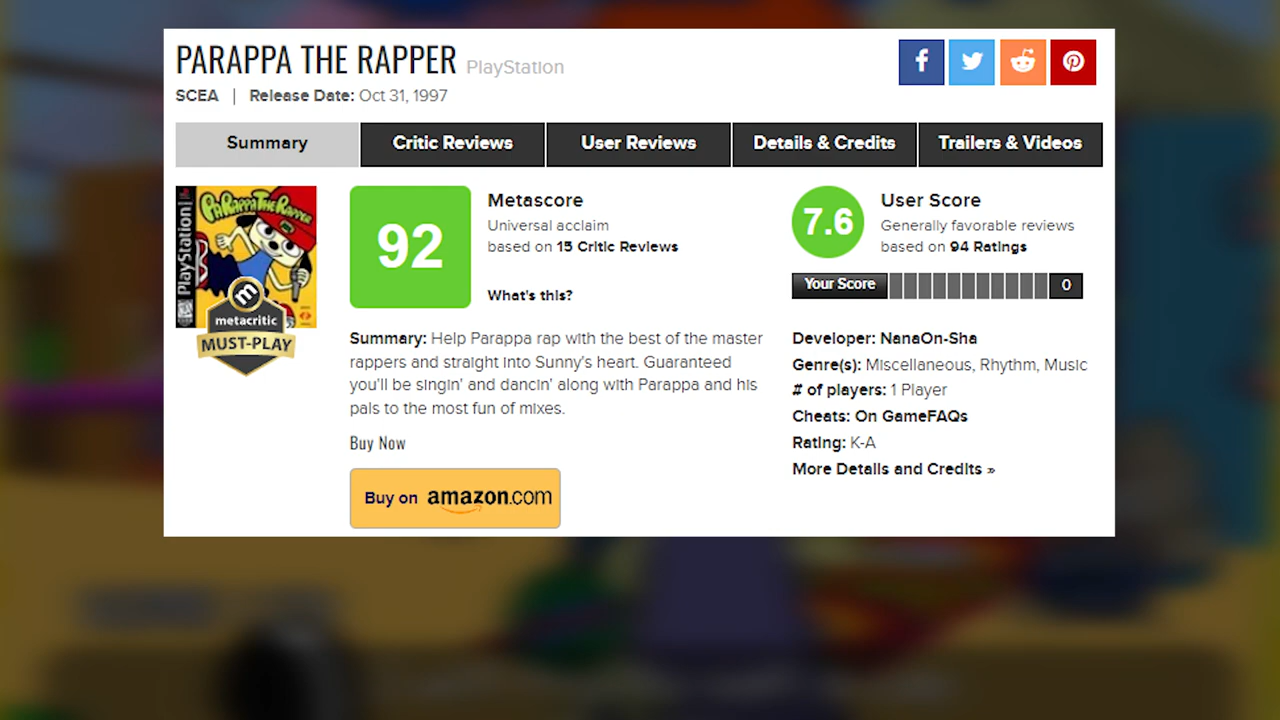 PARAPPA THE RAPPER PlayStation
SCEA | Release Date: Oct 31, 1997
Summary Critic Reviews User Reviews Details & Credits Trailers & Videos
PlayStation
PaRappa The Rapper
metacritic
MUST-PLAY
92
Metascore
Universal acclaim
based on 15 Critic Reviews
What's this?
Summary: Help Parappa rap with the best of the master
rappers and straight into Sunny's heart. Guaranteed
you'll be singin' and dancin' along with Parappa and his
pals to the most fun of mixes.
Buy Now
Buy on amazon.com
7.6
User Score
Generally favorable reviews
based on 94 Ratings
Your Score 0
Developer: NanaOn-Sha
Genre(s): Miscellaneous, Rhythm, Music
# of players: 1 Player
Cheats: On GameFAQs
Rating: K-A
More Details and Credits »